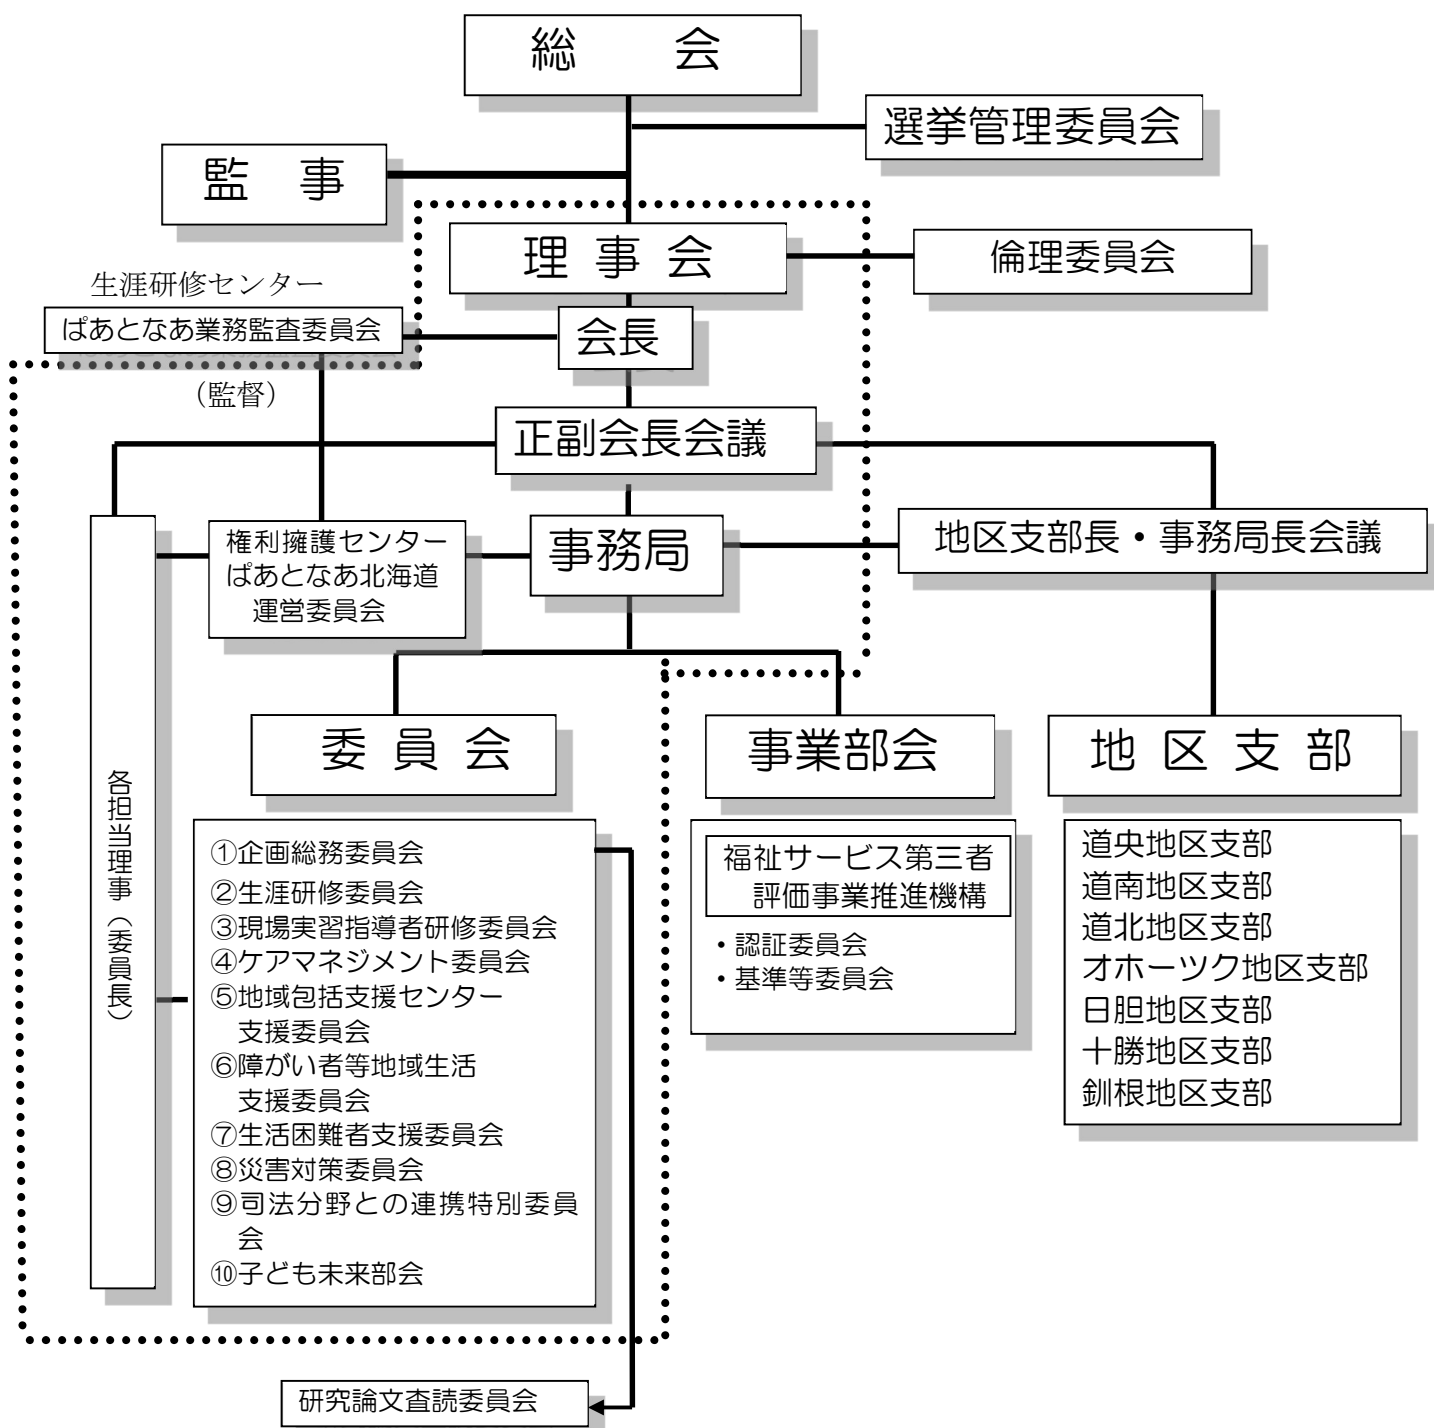 総会
選挙管理委員会
監事
理事会
倫理委員会
生涯研修センター
ぱあとなあ業務監査委員会
会長
（監督）
正副会長会議
権利擁護センター
ぱあとなあ北海道
運営委員会
事務局
地区支部長・事務局長会議
委員会
事業部会
地区支部
各担当理事（委員長）
①企画総務委員会
②生涯研修委員会
③現場実習指導者研修委員会
④ケアマネジメント委員会
⑤地域包括支援センター
支援委員会
⑥障がい者等地域生活
支援委員会
⑦生活困難者支援委員会
⑧災害対策委員会
⑨司法分野との連携特別委員
会
⑩子ども未来部会
福祉サービス第三者
評価事業推進機構
・認証委員会
・基準等委員会
道央地区支部
道南地区支部
道北地区支部
オホーツク地区支部
日胆地区支部
十勝地区支部
釧根地区支部
研究論文査読委員会